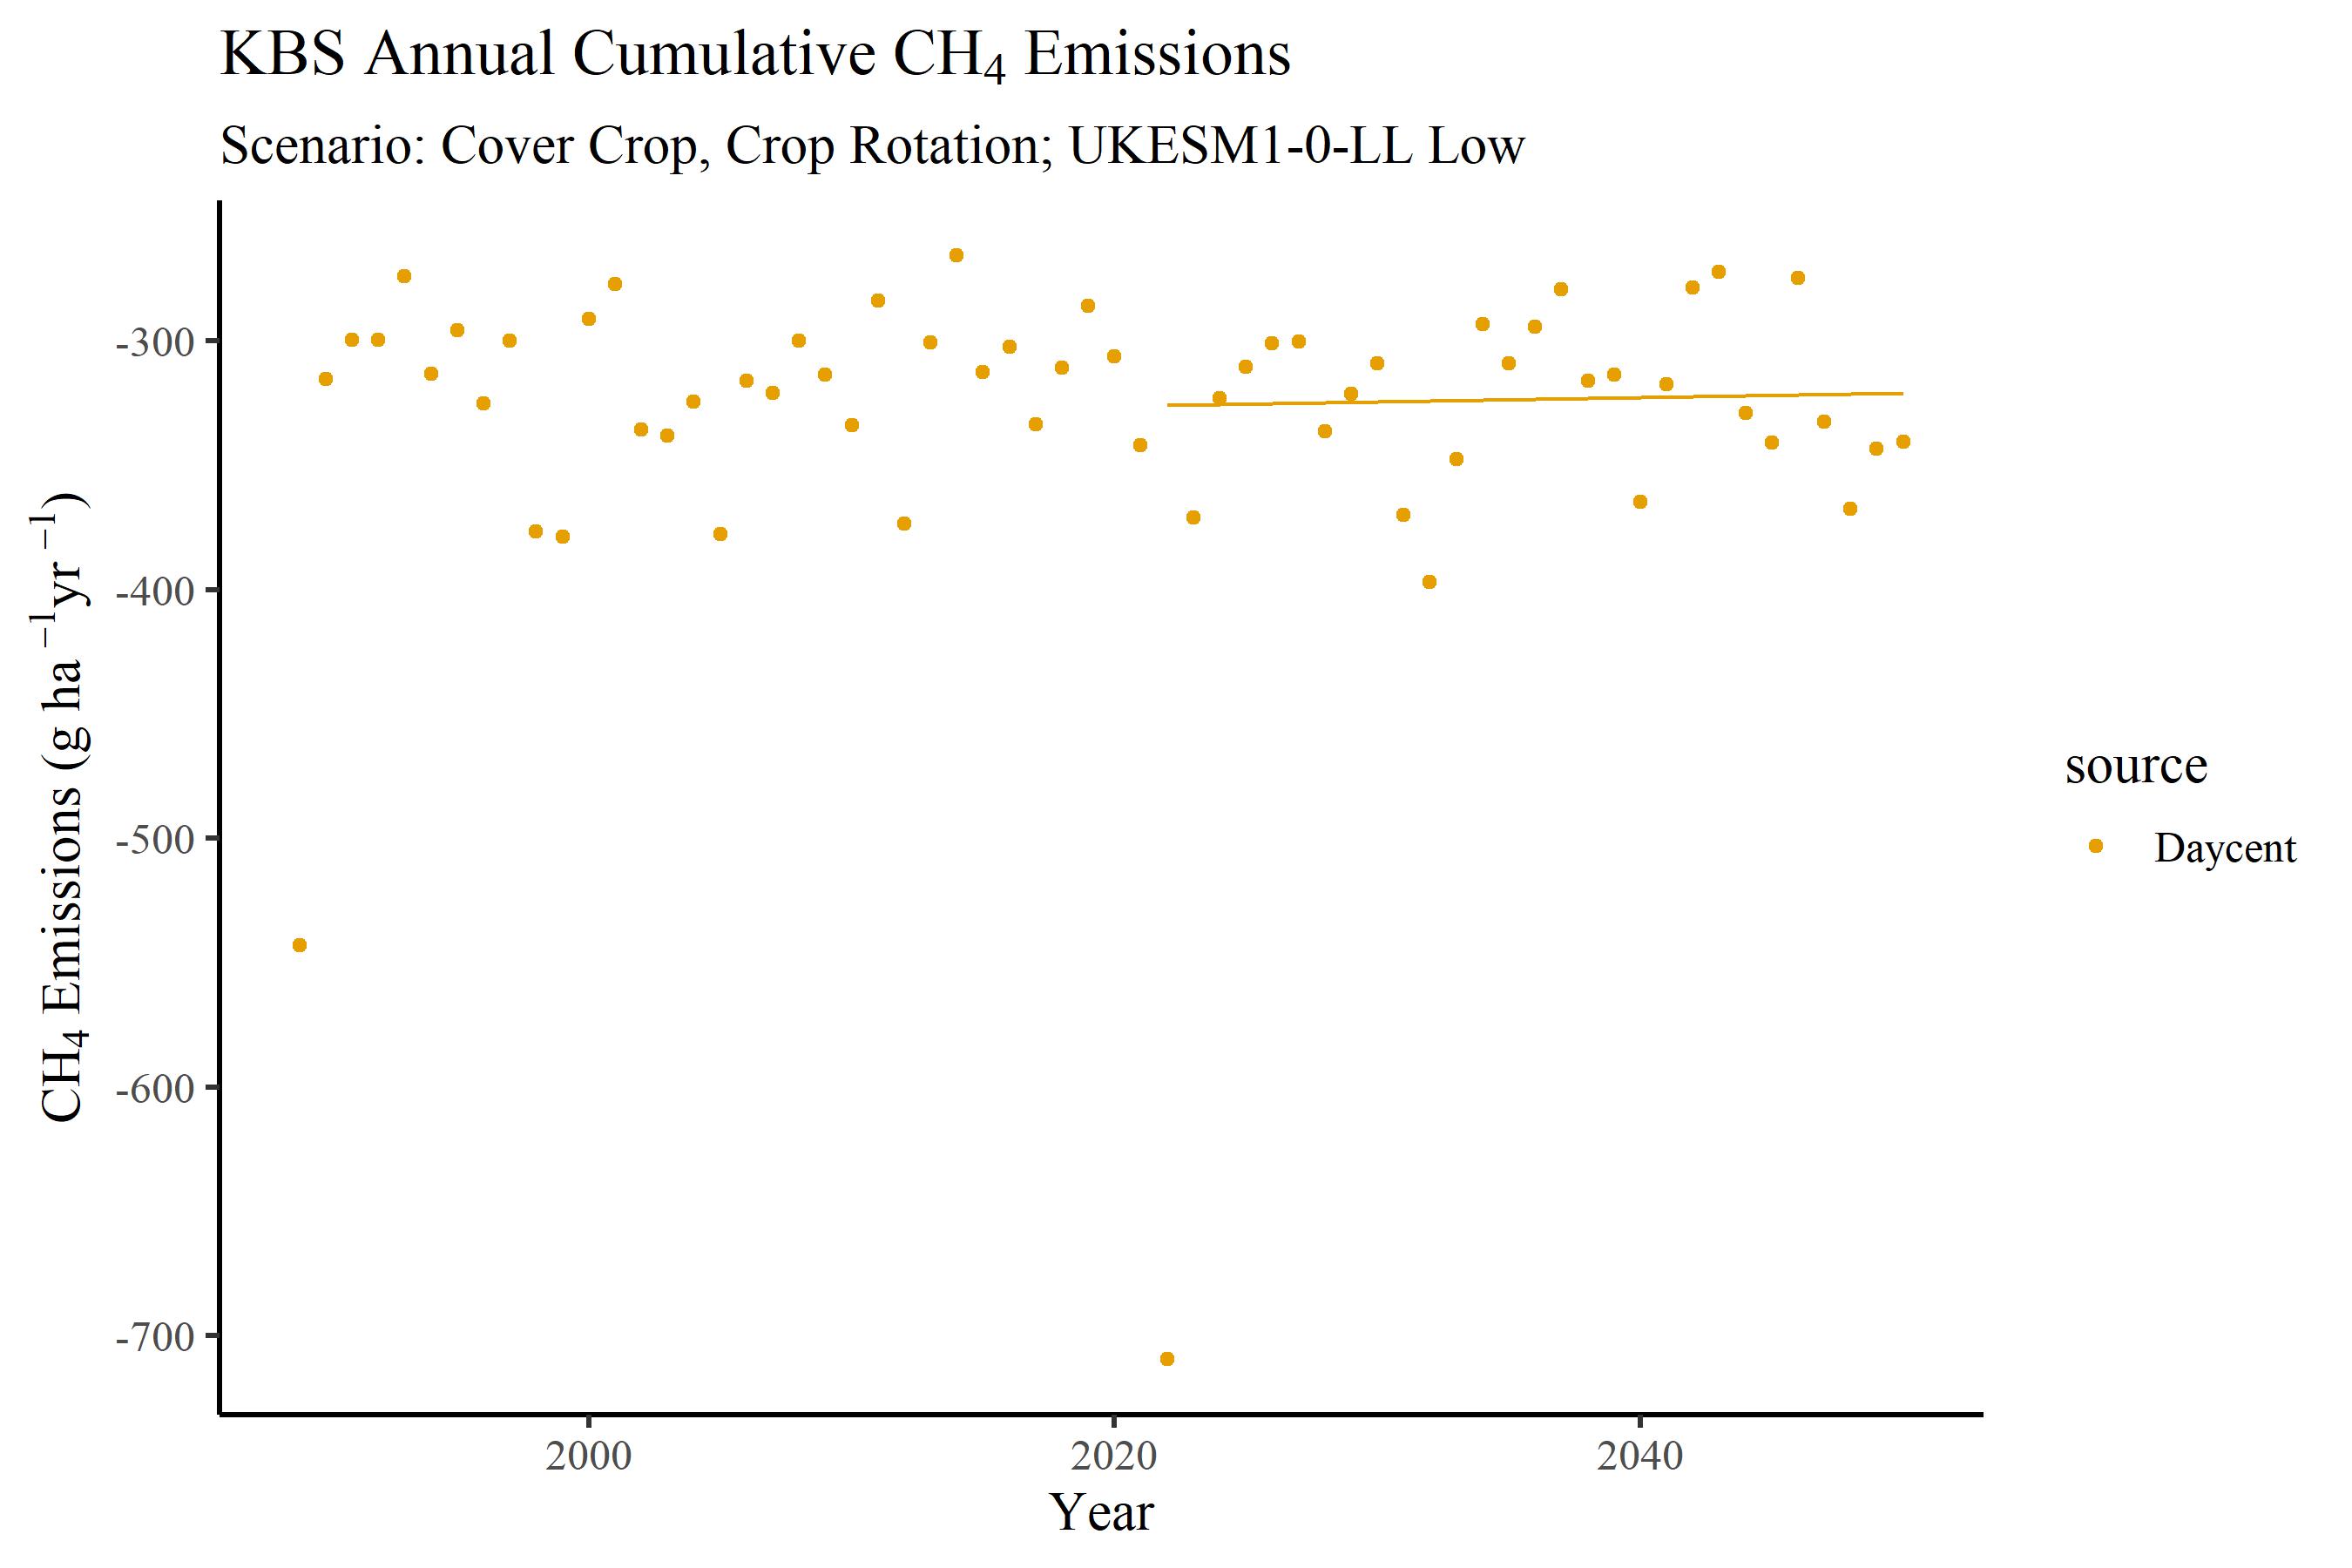 KBS Annual Cumulative CH₄ Emissions
Scenario: Cover Crop, Crop Rotation; UKESM1-0-LL Low
CH₄ Emissions (g ha⁻¹yr⁻¹)
-300
-400
-500
-600
-700
2000
2020
2040
Year
source
Daycent